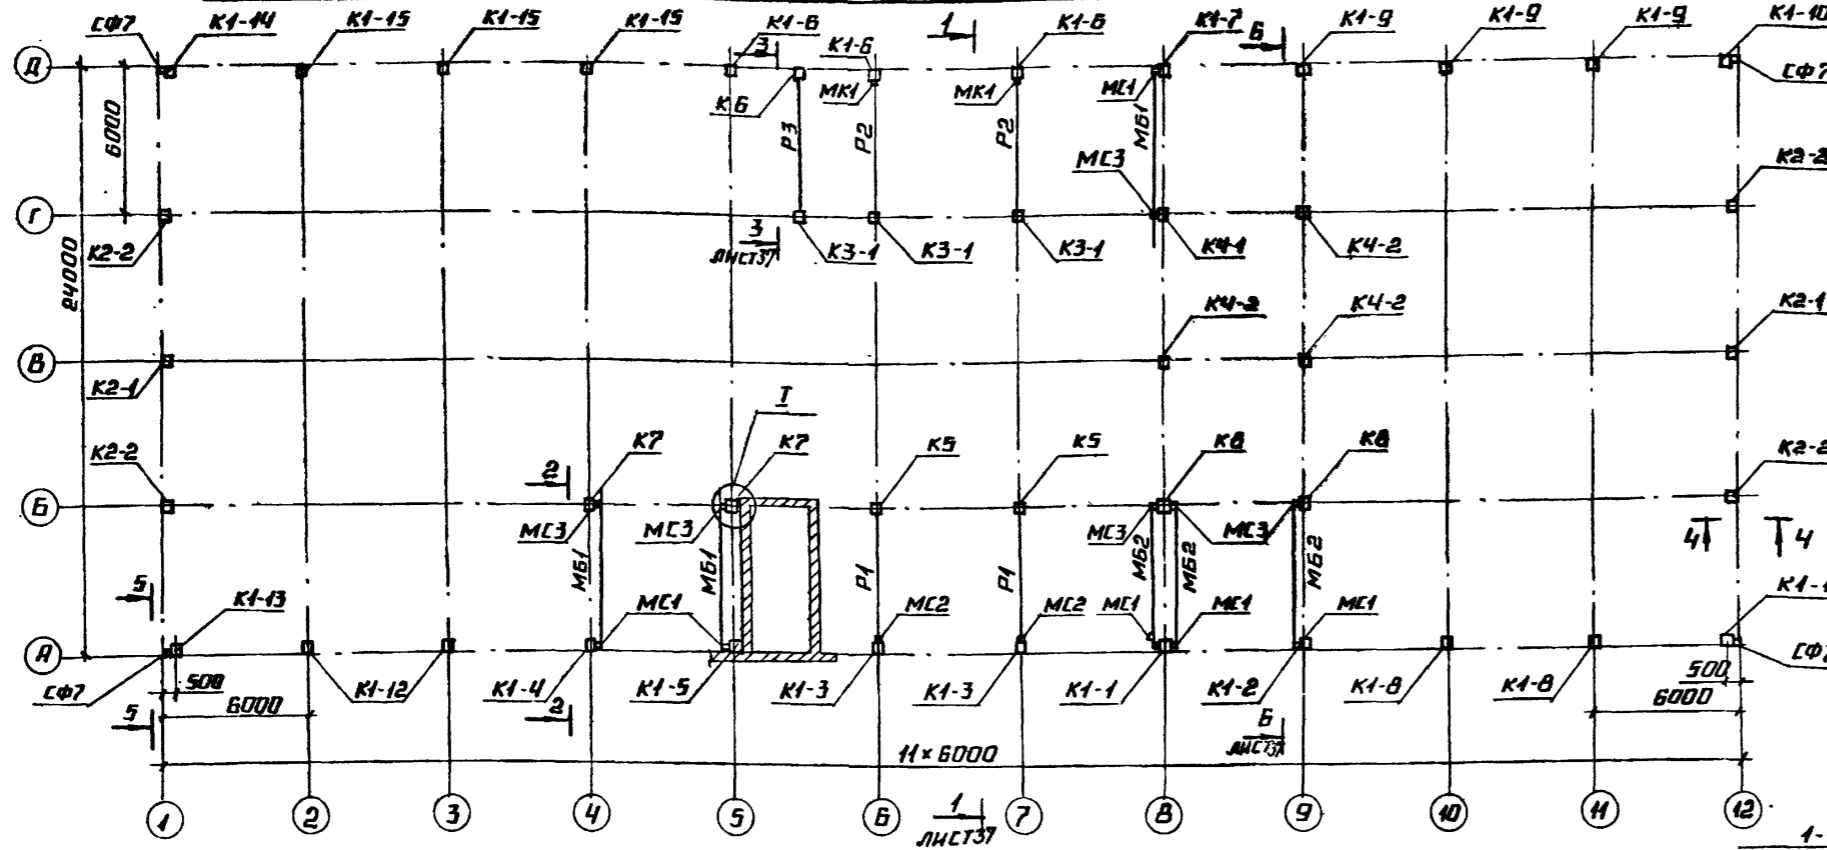 СФ7 К1-14 К1-15 К1-15 К1-15 К1-6 К1-6 1 К1-6 К1-7 Б К1-9 К1-9 К1-9 К1-10
Д 3 СФ7
К6 МК1 МК1 МС1
6000 Р3 Р2 Р2 МБ1
МС3 К2-2
Г
К2-2 3 К3-1 К3-1 К3-1 К4-1 К4-2
ЛИСТ37
24000
К4-2 К4-2 К2-1
В
К2-1
I
К2-2 К7 К7 К5 К5 К8 К8 К2-2
2
Б
МС3 МС3 МС3 МС3 4 4
МБ1 МБ1 Р1 Р1 МБ2 МБ2 МБ2
5 К1-13 МС1 МС2 МС2 МС1 МС1 МС1 К1-1
А
СФ7 500 К1-12 К1-4 К1-5 К1-3 К1-3 К1-1 К1-2 К1-8 К1-8 500 СФ7
5 6000 2 Б 6000
ЛИСТ37
11×6000
1 2 3 4 5 6 1 7 8 9 10 11 12
ЛИСТ37
1-